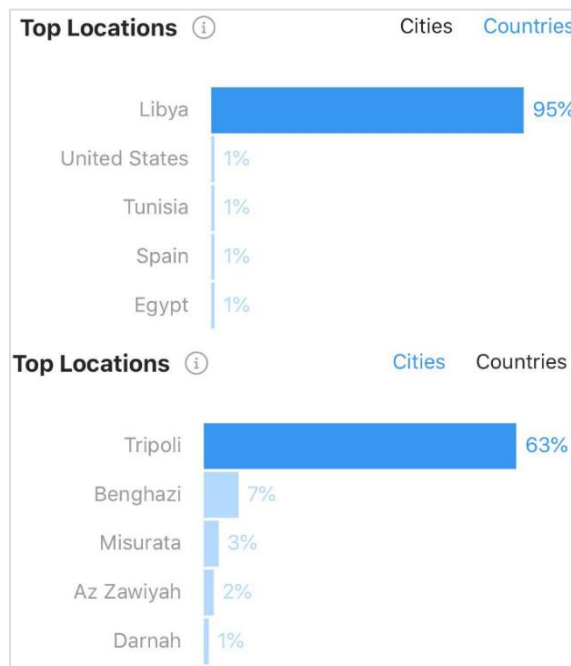 Top Locations Cities Countries
Libya 95%
United States 1%
Tunisia 1%
Spain 1%
Egypt 1%
Top Locations Cities Countries
Tripoli 63%
Benghazi 7%
Misurata 3%
Az Zawiyah 2%
Darnah 1%